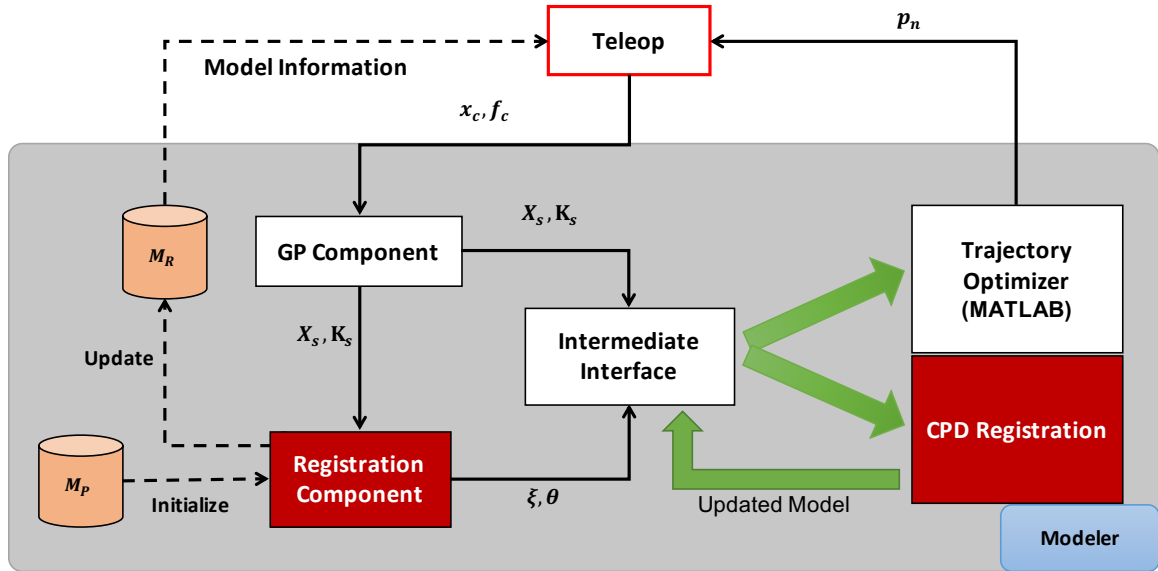 p_n
Teleop
Model Information
x_c, f_c
X_s, K_s
M_R
GP Component
Trajectory
Optimizer
(MATLAB)
X_s, K_s
Update
Intermediate
Interface
CPD Registration
Registration
Component
M_P
Initialize
ξ, θ
Updated Model
Modeler